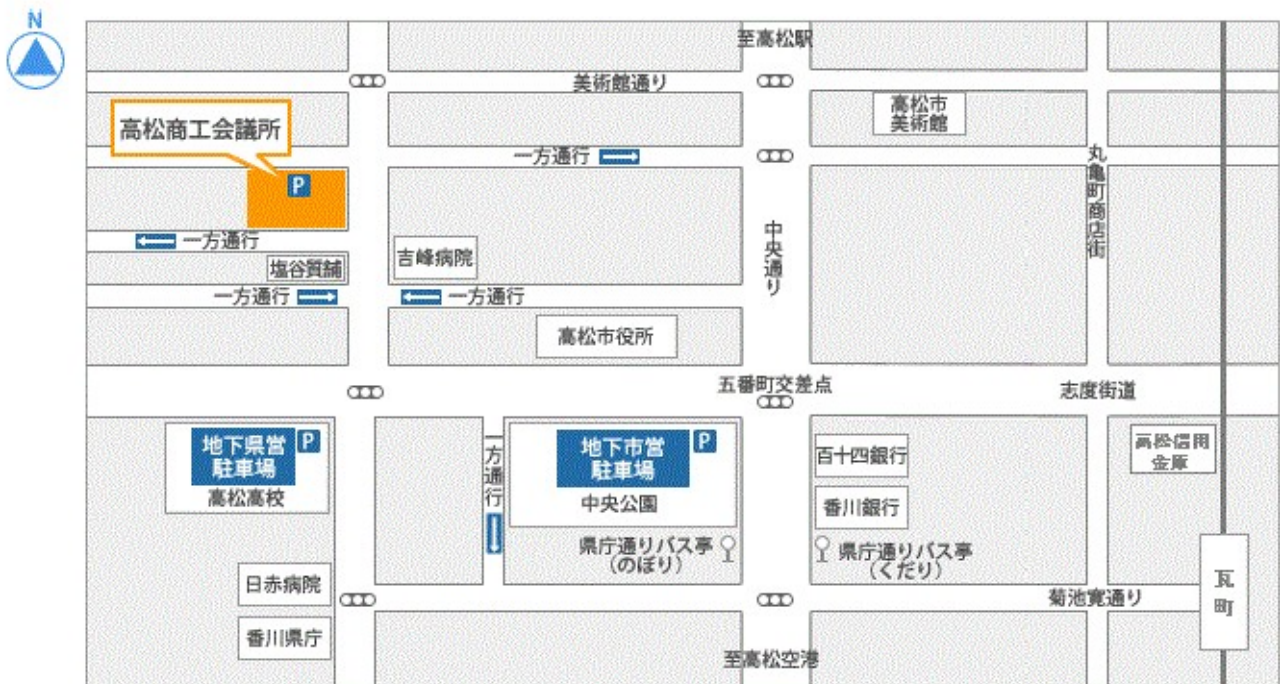 N
至高松駅
美術館通り
高松市
美術館
高松商工会議所
P
一方通行
丸亀町商店街
中央通り
一方通行
塩谷質舗
吉峰病院
一方通行
一方通行
高松市役所
五番町交差点
志度街道
地下県営
駐車場
P
高松高校
一方通行
地下市営
駐車場
P
中央公園
百十四銀行
香川銀行
高松信用
金庫
県庁通りバス亭
(のぼり)
県庁通りバス亭
(くだり)
日赤病院
香川県庁
菊池寛通り
瓦町
至高松空港